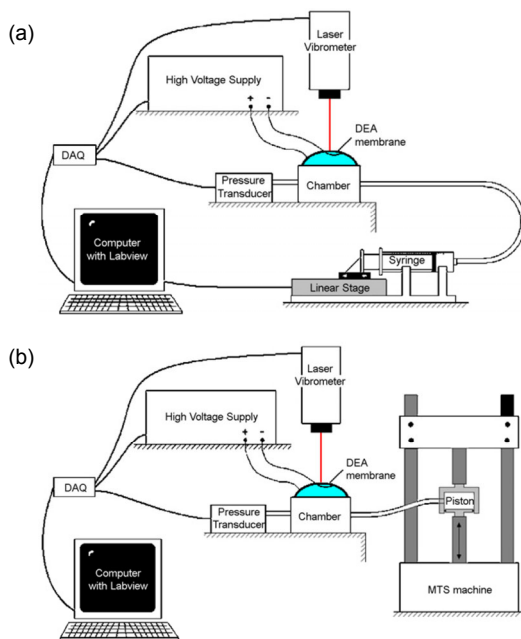 (a)
Laser
Vibrometer
High Voltage Supply
+ -
DEA
membrane
DAQ
Pressure
Transducer
Chamber
Computer
with Labview
Syringe
Linear Stage
(b)
Laser
Vibrometer
High Voltage Supply
+ -
DEA
membrane
DAQ
Pressure
Transducer
Chamber
Piston
Computer
with Labview
MTS machine